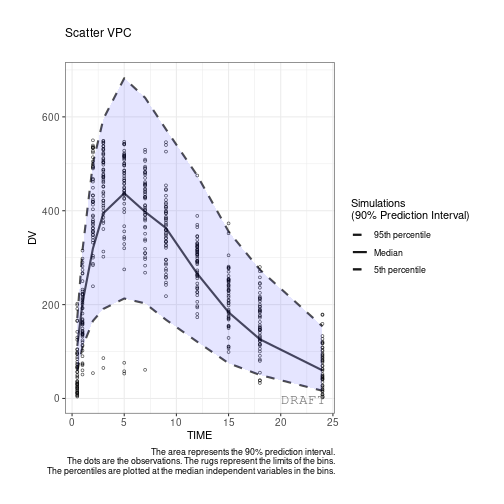 Scatter VPC
DV
600
400
200
0
0 5 10 15 20 25
TIME
DRAFT
Simulations
(90% Prediction Interval)
95th percentile
Median
5th percentile
The area represents the 90% prediction interval.
The dots are the observations. The rugs represent the limits of the bins.
The percentiles are plotted at the median independent variables in the bins.